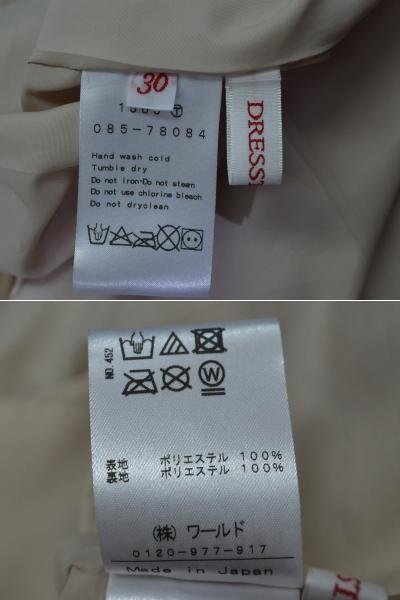 30
085-78084
Hand wash cold
Tumble dry
Do not iron・Do not steam
Do not use chlorine bleach
Do not dryclean
NO.452
W
表地 ポリエステル 100%
裏地 ポリエステル 100%
(株) ワールド
0120-977-917
Made in Japan